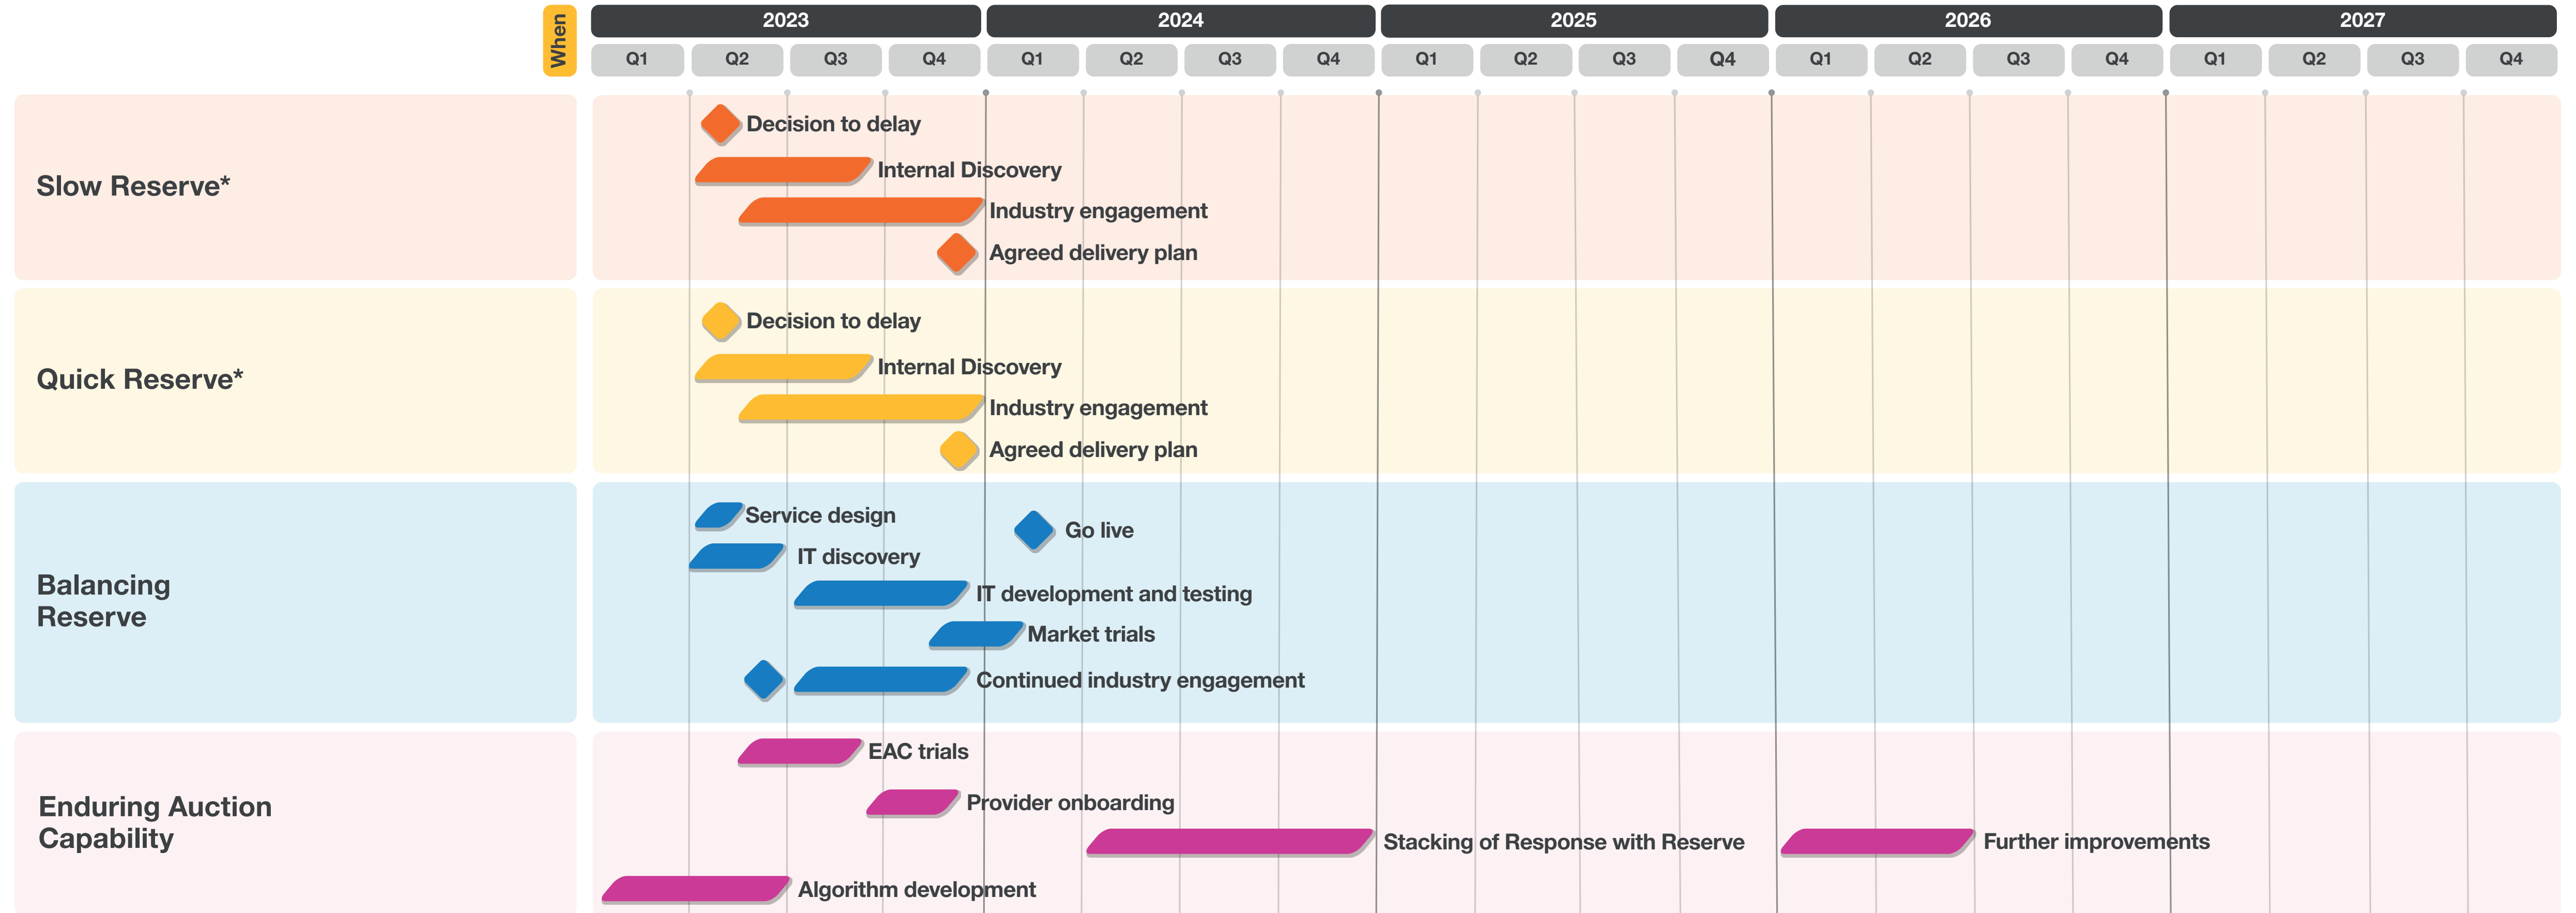 When
2023 2024 2025 2026 2027
Q1 Q2 Q3 Q4 Q1 Q2 Q3 Q4 Q1 Q2 Q3 Q4 Q1 Q2 Q3 Q4 Q1 Q2 Q3 Q4
Slow Reserve*
Decision to delay
Internal Discovery
Industry engagement
Agreed delivery plan
Quick Reserve*
Decision to delay
Internal Discovery
Industry engagement
Agreed delivery plan
Balancing
Reserve
Service design
Go live
IT discovery
IT development and testing
Market trials
Continued industry engagement
Enduring Auction
Capability
EAC trials
Provider onboarding
Stacking of Response with Reserve
Further improvements
Algorithm development